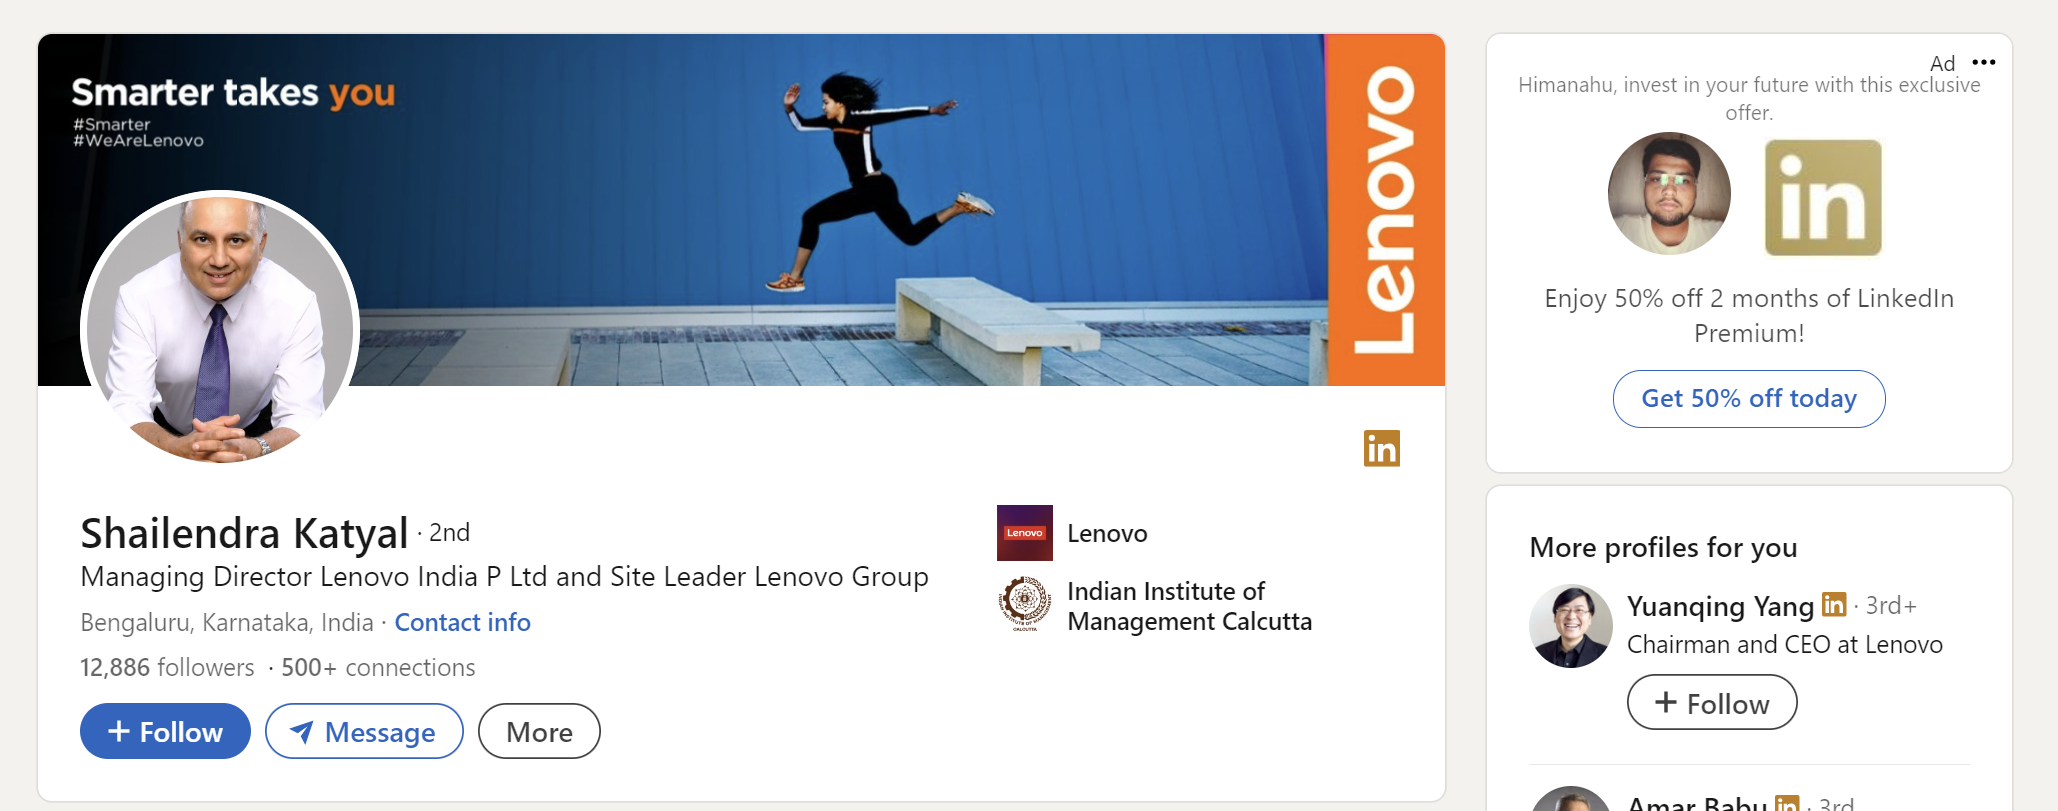 Smarter takes you
#Smarter
#WeAreLenovo
Lenovo
in
Shailendra Katyal · 2nd
Managing Director Lenovo India P Ltd and Site Leader Lenovo Group
Bengaluru, Karnataka, India · Contact info
12,886 followers · 500+ connections
+ Follow
Message
More
Lenovo
Lenovo
Indian Institute of
Management Calcutta
Ad
Himanahu, invest in your future with this exclusive
offer.
in
Enjoy 50% off 2 months of LinkedIn
Premium!
Get 50% off today
More profiles for you
Yuanqing Yang in · 3rd+
Chairman and CEO at Lenovo
+ Follow
Amar Babu in · 3rd